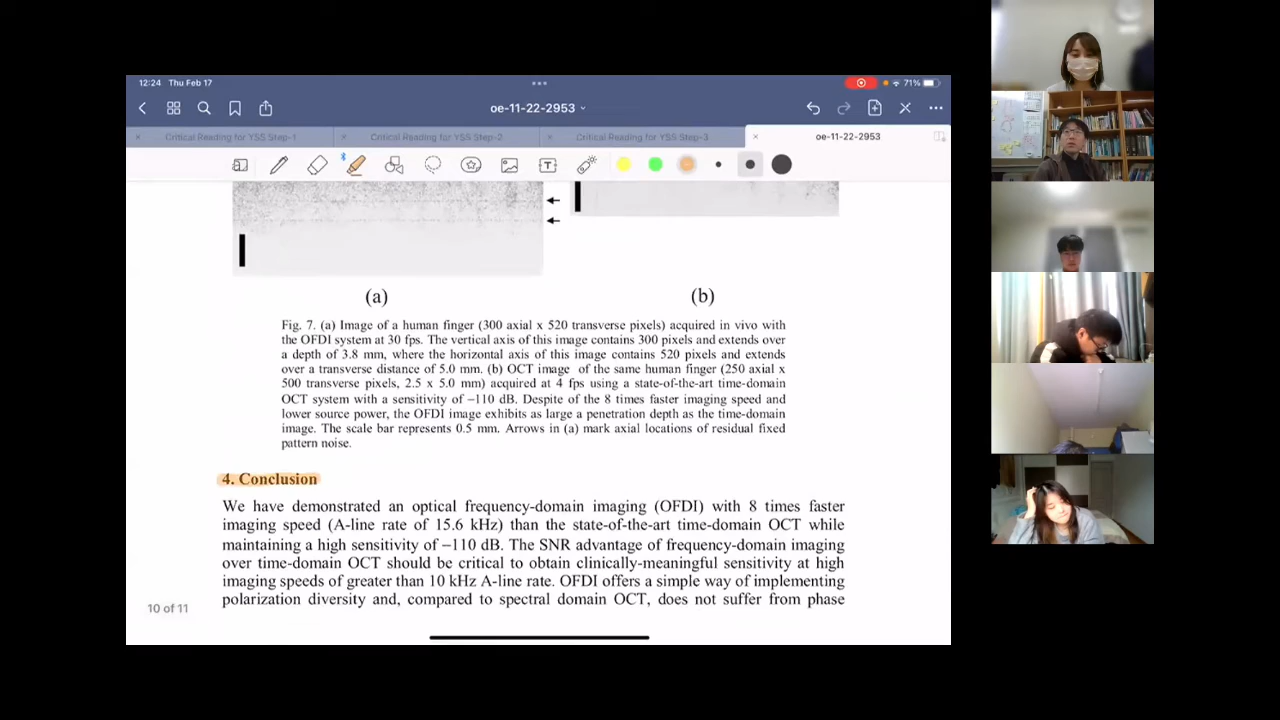 12:24 Thu Feb 17
71%
oe-11-22-2953
Critical Reading for YSS Step-1
Critical Reading for YSS Step-2
Critical Reading for YSS Step-3
oe-11-22-2953
(a)
(b)
Fig. 7. (a) Image of a human finger (300 axial x 520 transverse pixels) acquired in vivo with
the OFDI system at 30 fps. The vertical axis of this image contains 300 pixels and extends over
a depth of 3.8 mm, where the horizontal axis of this image contains 520 pixels and extends
over a transverse distance of 5.0 mm. (b) OCT image of the same human finger (250 axial x
500 transverse pixels, 2.5 x 5.0 mm) acquired at 4 fps using a state-of-the-art time-domain
OCT system with a sensitivity of −110 dB. Despite of the 8 times faster imaging speed and
lower source power, the OFDI image exhibits as large a penetration depth as the time-domain
image. The scale bar represents 0.5 mm. Arrows in (a) mark axial locations of residual fixed
pattern noise.
4. Conclusion
We have demonstrated an optical frequency-domain imaging (OFDI) with 8 times faster
imaging speed (A-line rate of 15.6 kHz) than the state-of-the-art time-domain OCT while
maintaining a high sensitivity of −110 dB. The SNR advantage of frequency-domain imaging
over time-domain OCT should be critical to obtain clinically-meaningful sensitivity at high
imaging speeds of greater than 10 kHz A-line rate. OFDI offers a simple way of implementing
polarization diversity and, compared to spectral domain OCT, does not suffer from phase
10 of 11